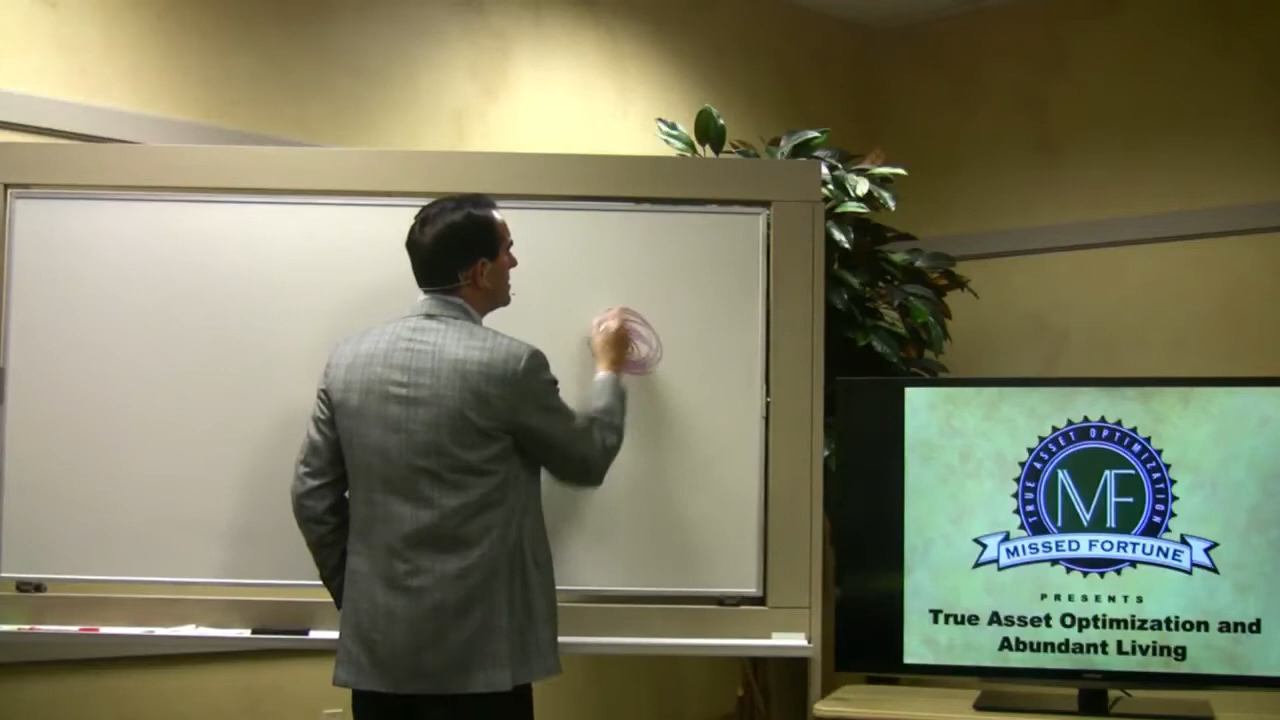 TRUE ASSET OPTIMIZATION
MF
MISSED FORTUNE
PRESENTS
True Asset Optimization and
Abundant Living